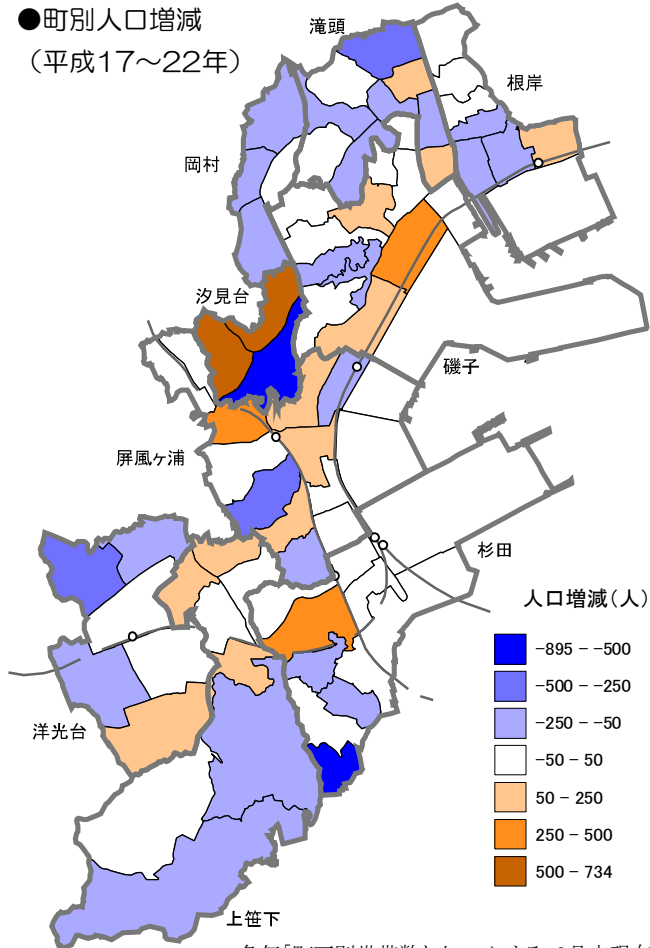 ●町別人口増減
（平成17～22年）
滝頭
根岸
岡村
汐見台
磯子
屏風ヶ浦
杉田
洋光台
上笹下
人口増減（人）
-895 - -500
-500 - -250
-250 - -50
-50 - 50
50 - 250
250 - 500
500 - 734